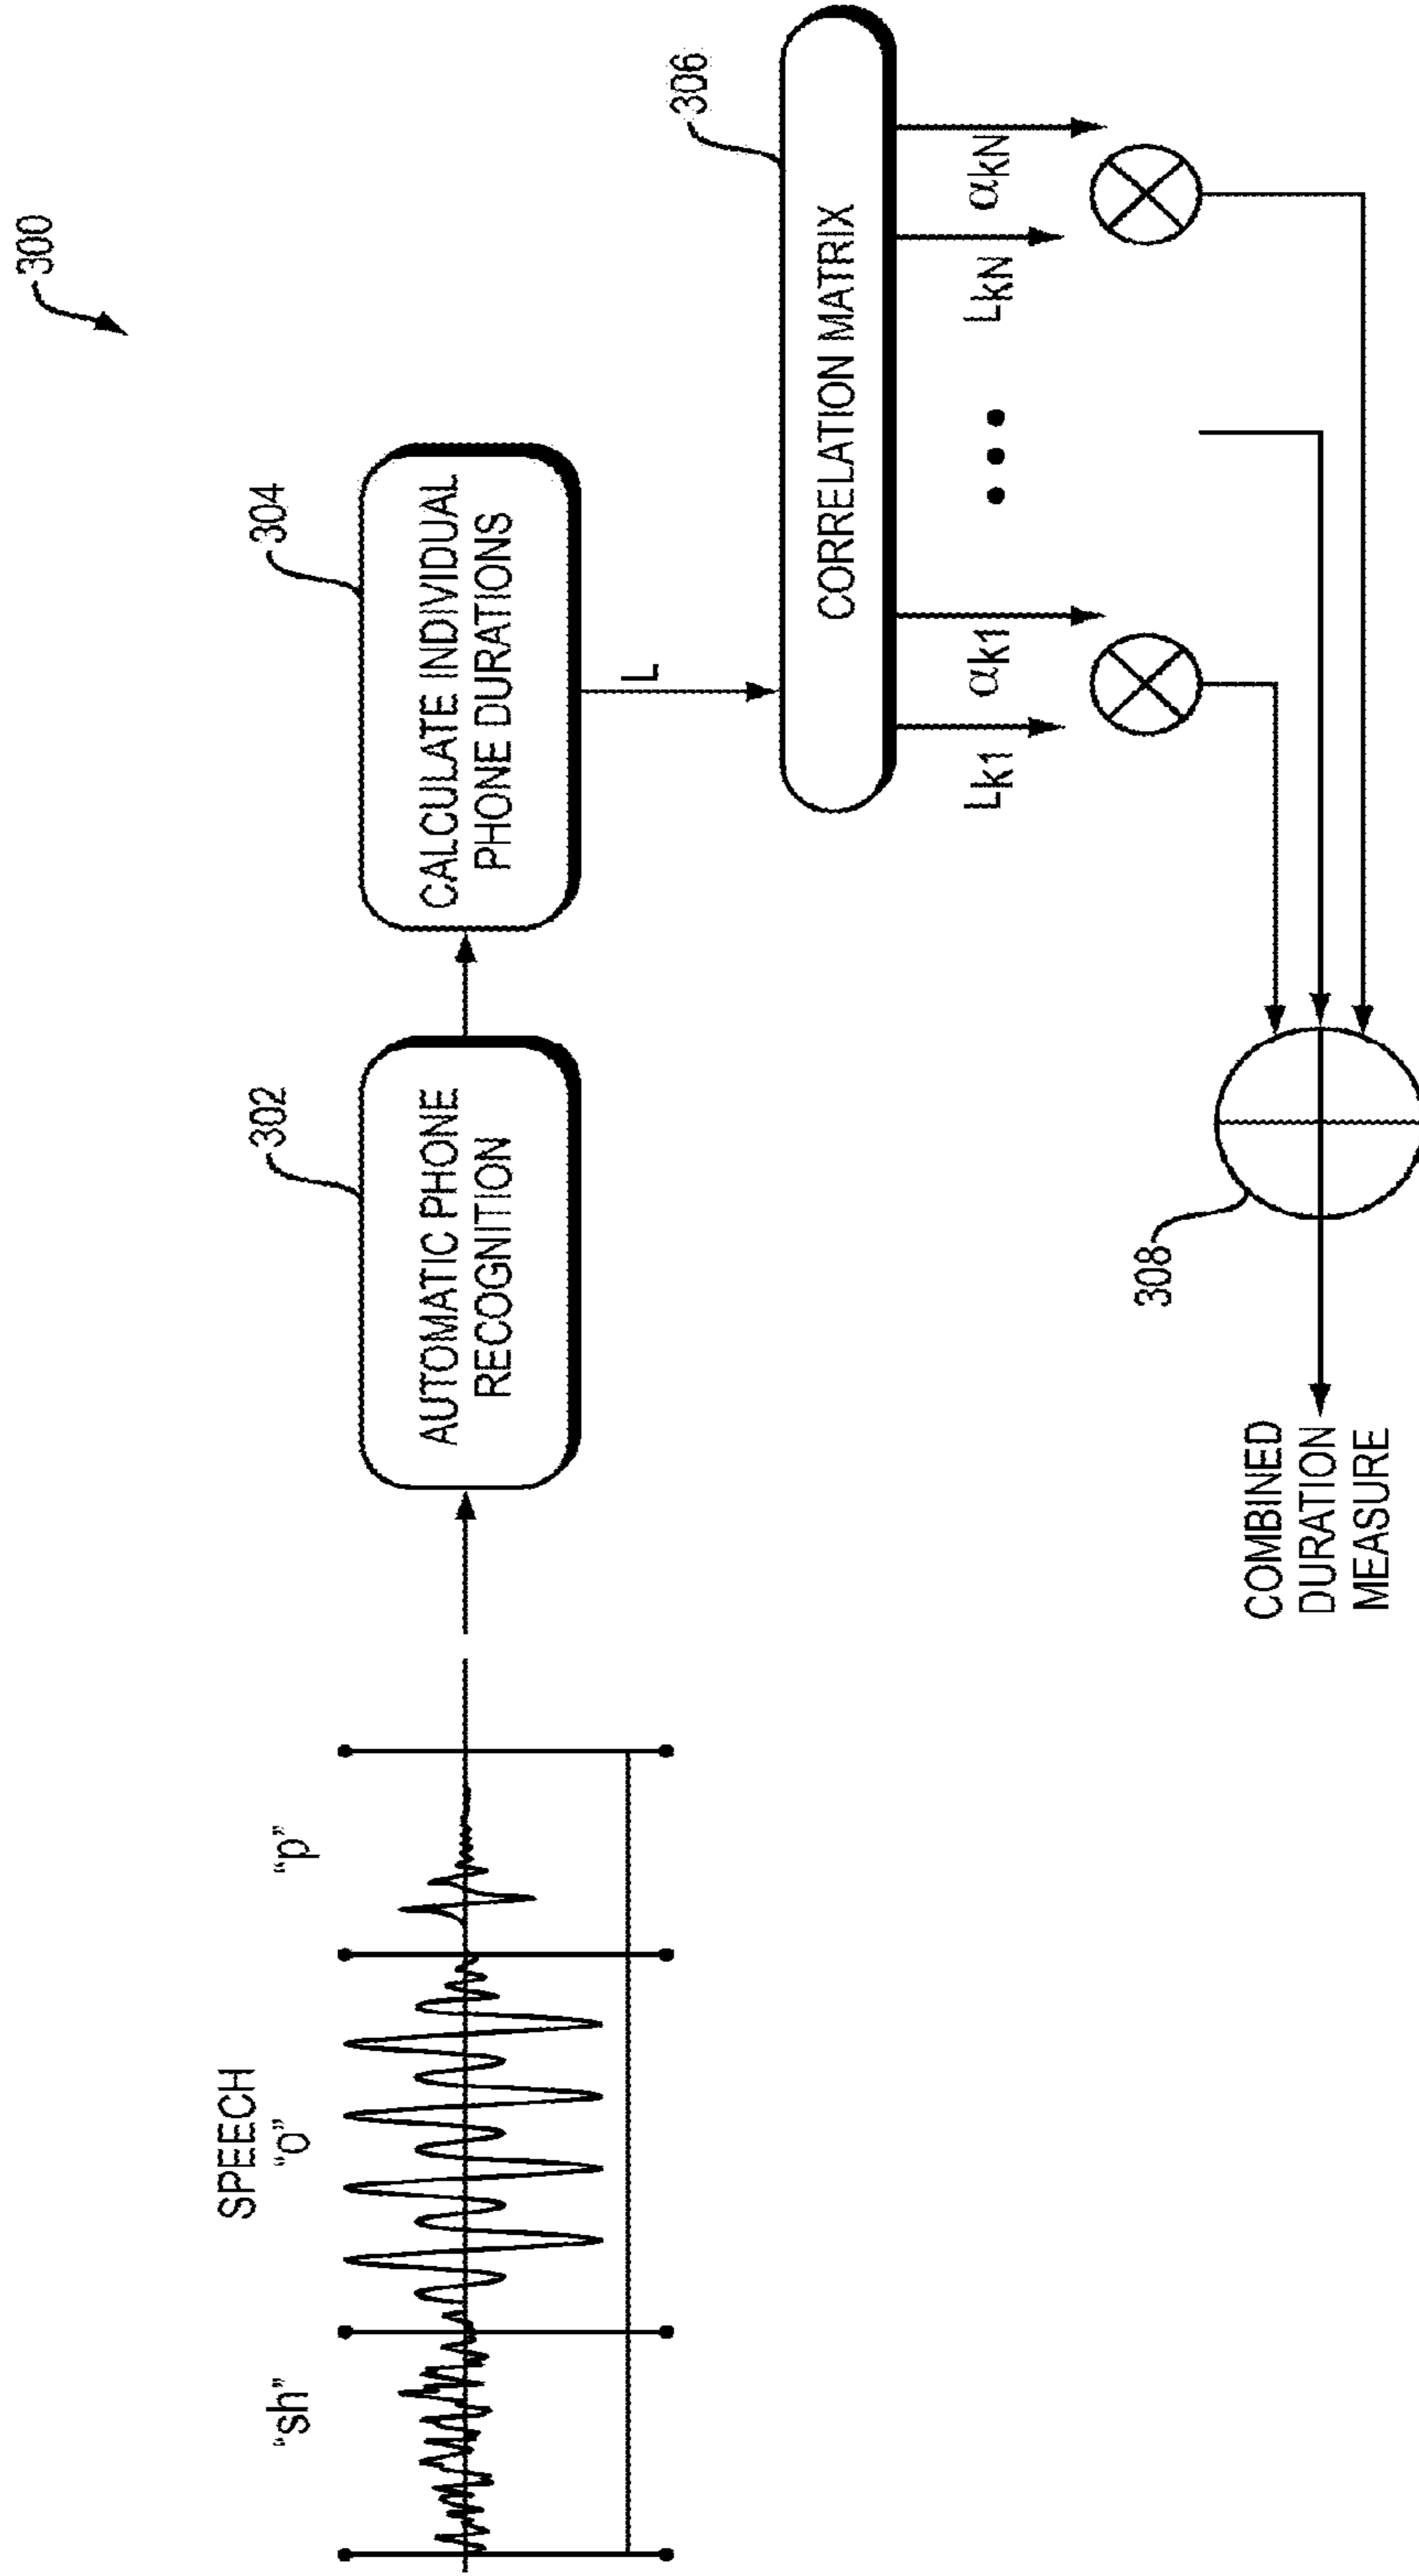 300
SPEECH
“sh”
“o”
“p”
302
AUTOMATIC PHONE
RECOGNITION
304
CALCULATE INDIVIDUAL
PHONE DURATIONS
L
306
CORRELATION MATRIX
Lk1
αk1
•••
LkN
αkN
308
COMBINED
DURATION
MEASURE